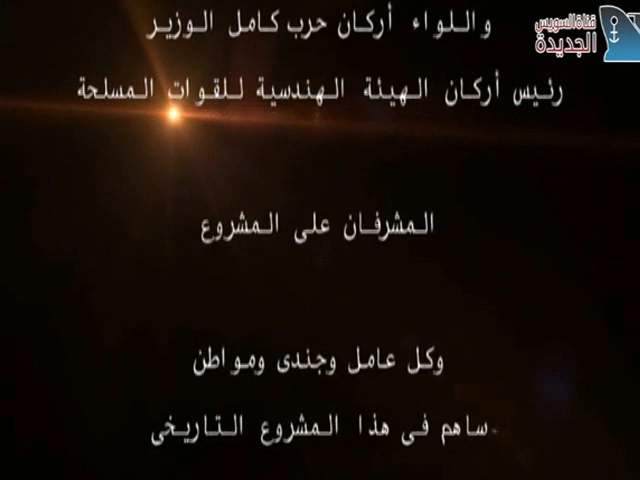 قناة السويس
الجديدة
واللواء أركان حرب كامل الوزير
رئيس أركان الهيئة الهندسية للقوات المسلحة
المشرفان على المشروع
وكل عامل وجندى ومواطن
ساهم فى هذا المشروع التاريخى